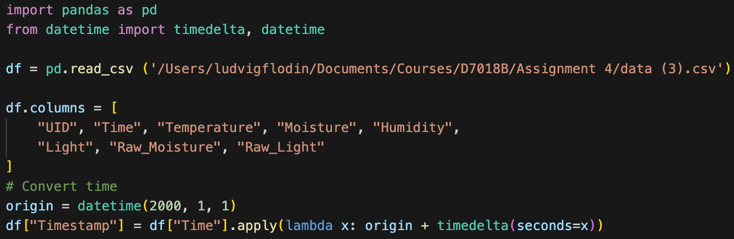 import pandas as pd
from datetime import timedelta, datetime
df = pd.read_csv ('/Users/ludvigflodin/Documents/Courses/D7018B/Assignment 4/data (3).csv')
df.columns = [
    "UID", "Time", "Temperature", "Moisture", "Humidity",
    "Light", "Raw_Moisture", "Raw_Light"
]
# Convert time
origin = datetime(2000, 1, 1)
df["Timestamp"] = df["Time"].apply(lambda x: origin + timedelta(seconds=x))